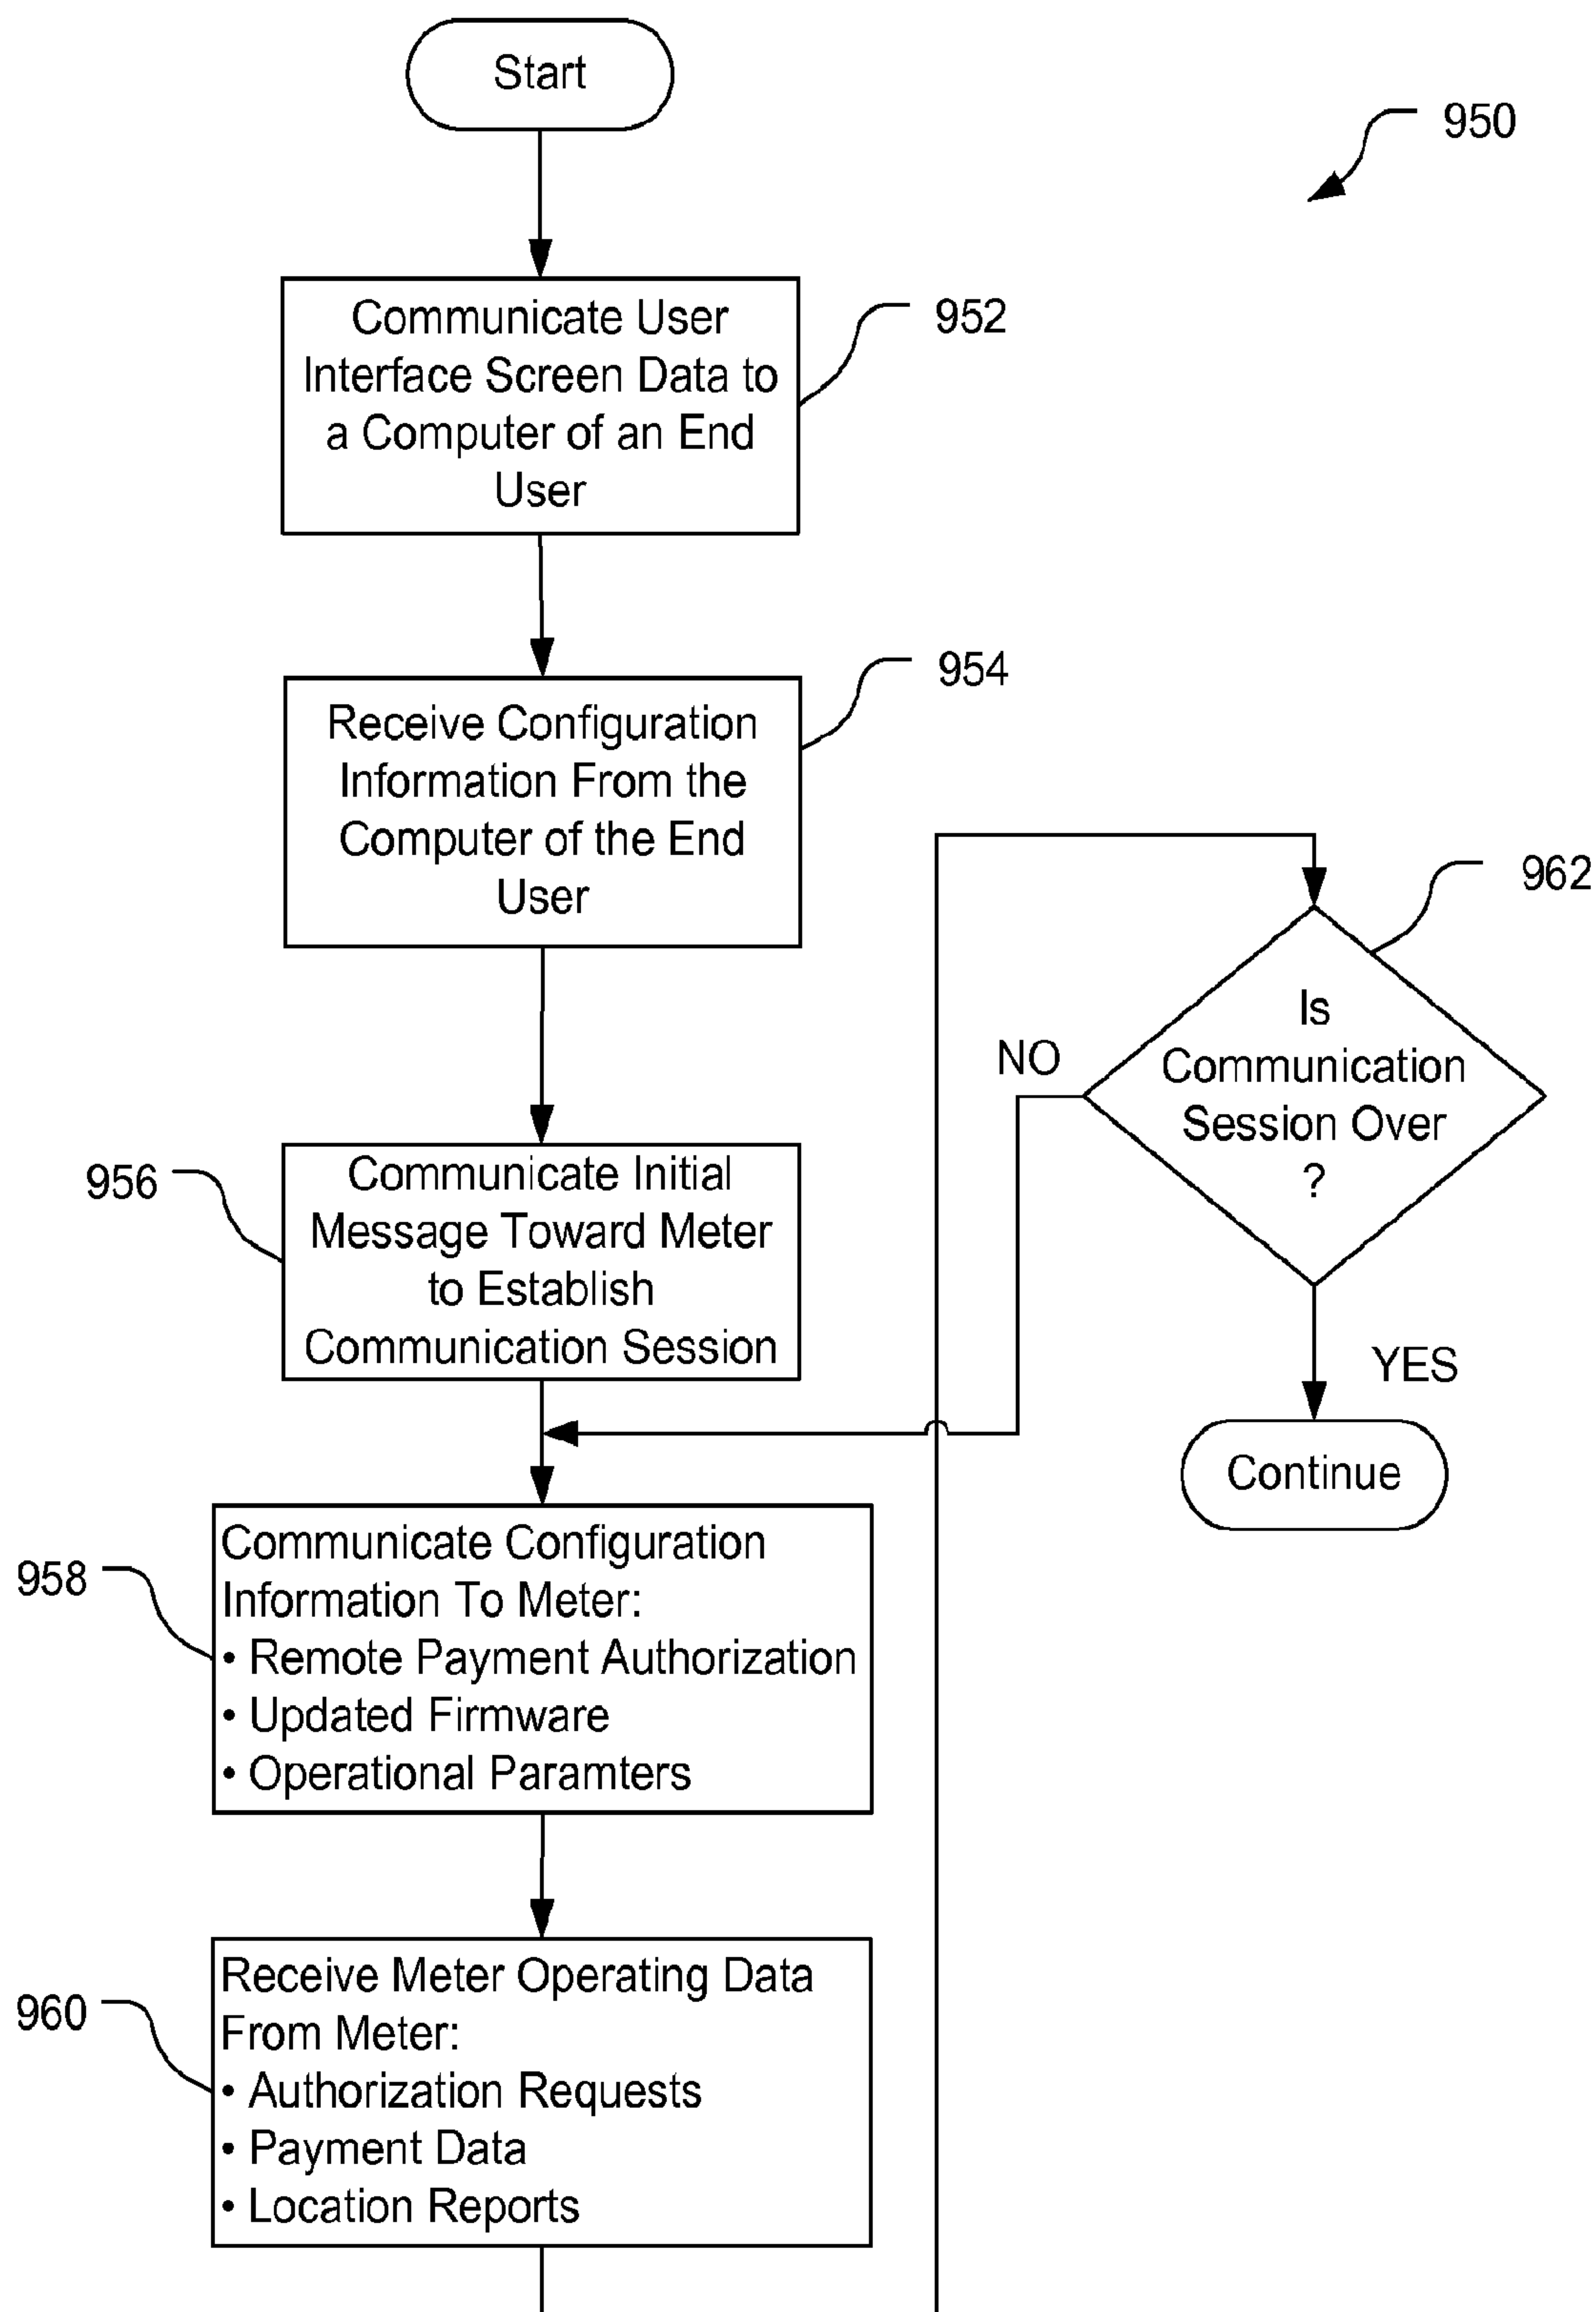 Start
950
Communicate User
Interface Screen Data to
a Computer of an End
User
952
Receive Configuration
Information From the
Computer of the End
User
954
Communicate Initial
Message Toward Meter
to Establish
Communication Session
956
Communicate Configuration
Information To Meter:
• Remote Payment Authorization
• Updated Firmware
• Operational Paramters
958
Receive Meter Operating Data
From Meter:
• Authorization Requests
• Payment Data
• Location Reports
960
Is
Communication
Session Over
?
962
NO
YES
Continue